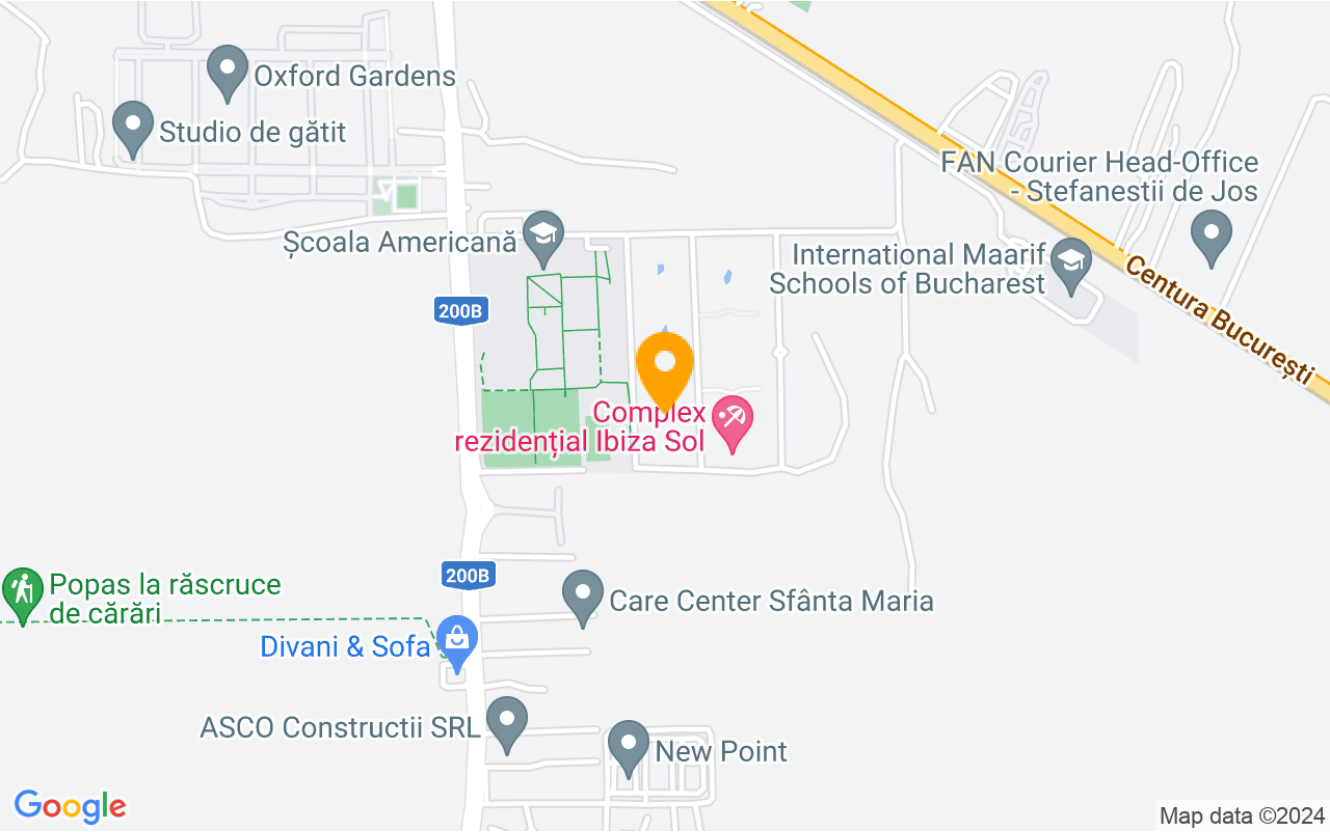 Oxford Gardens
Studio de gătit
FAN Courier Head-Office
- Stefanestii de Jos
Școala Americană
International Maarif
Schools of Bucharest
Centura București
200B
Complex
rezidențial Ibiza Sol
200B
Popas la răscruce
de cărări
Care Center Sfânta Maria
Divani & Sofa
ASCO Constructii SRL
New Point
Google
Map data ©2024